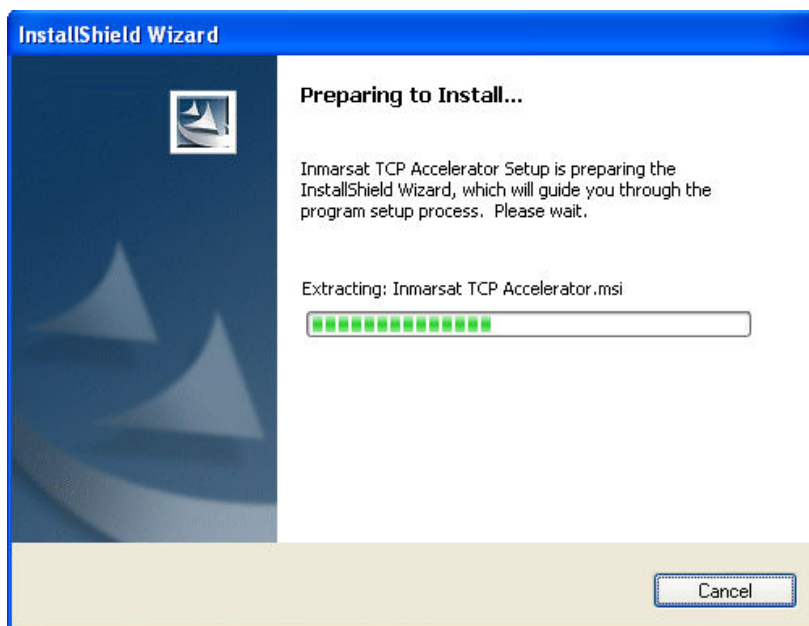 InstallShield Wizard
Preparing to Install...
Inmarsat TCP Accelerator Setup is preparing the
InstallShield Wizard, which will guide you through the
program setup process. Please wait.
Extracting: Inmarsat TCP Accelerator.msi
Cancel